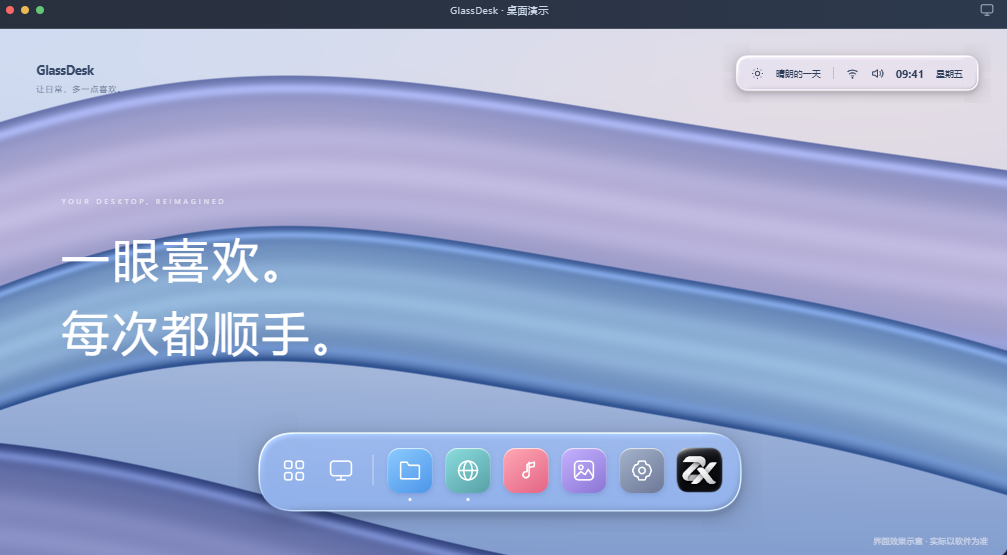 GlassDesk · 桌面演示
GlassDesk
让日常，多一点喜欢。
晴朗的一天 09:41 星期五
YOUR DESKTOP, REIMAGINED
一眼喜欢。
每次都顺手。
ZX
界面效果示意 · 实际以软件为准